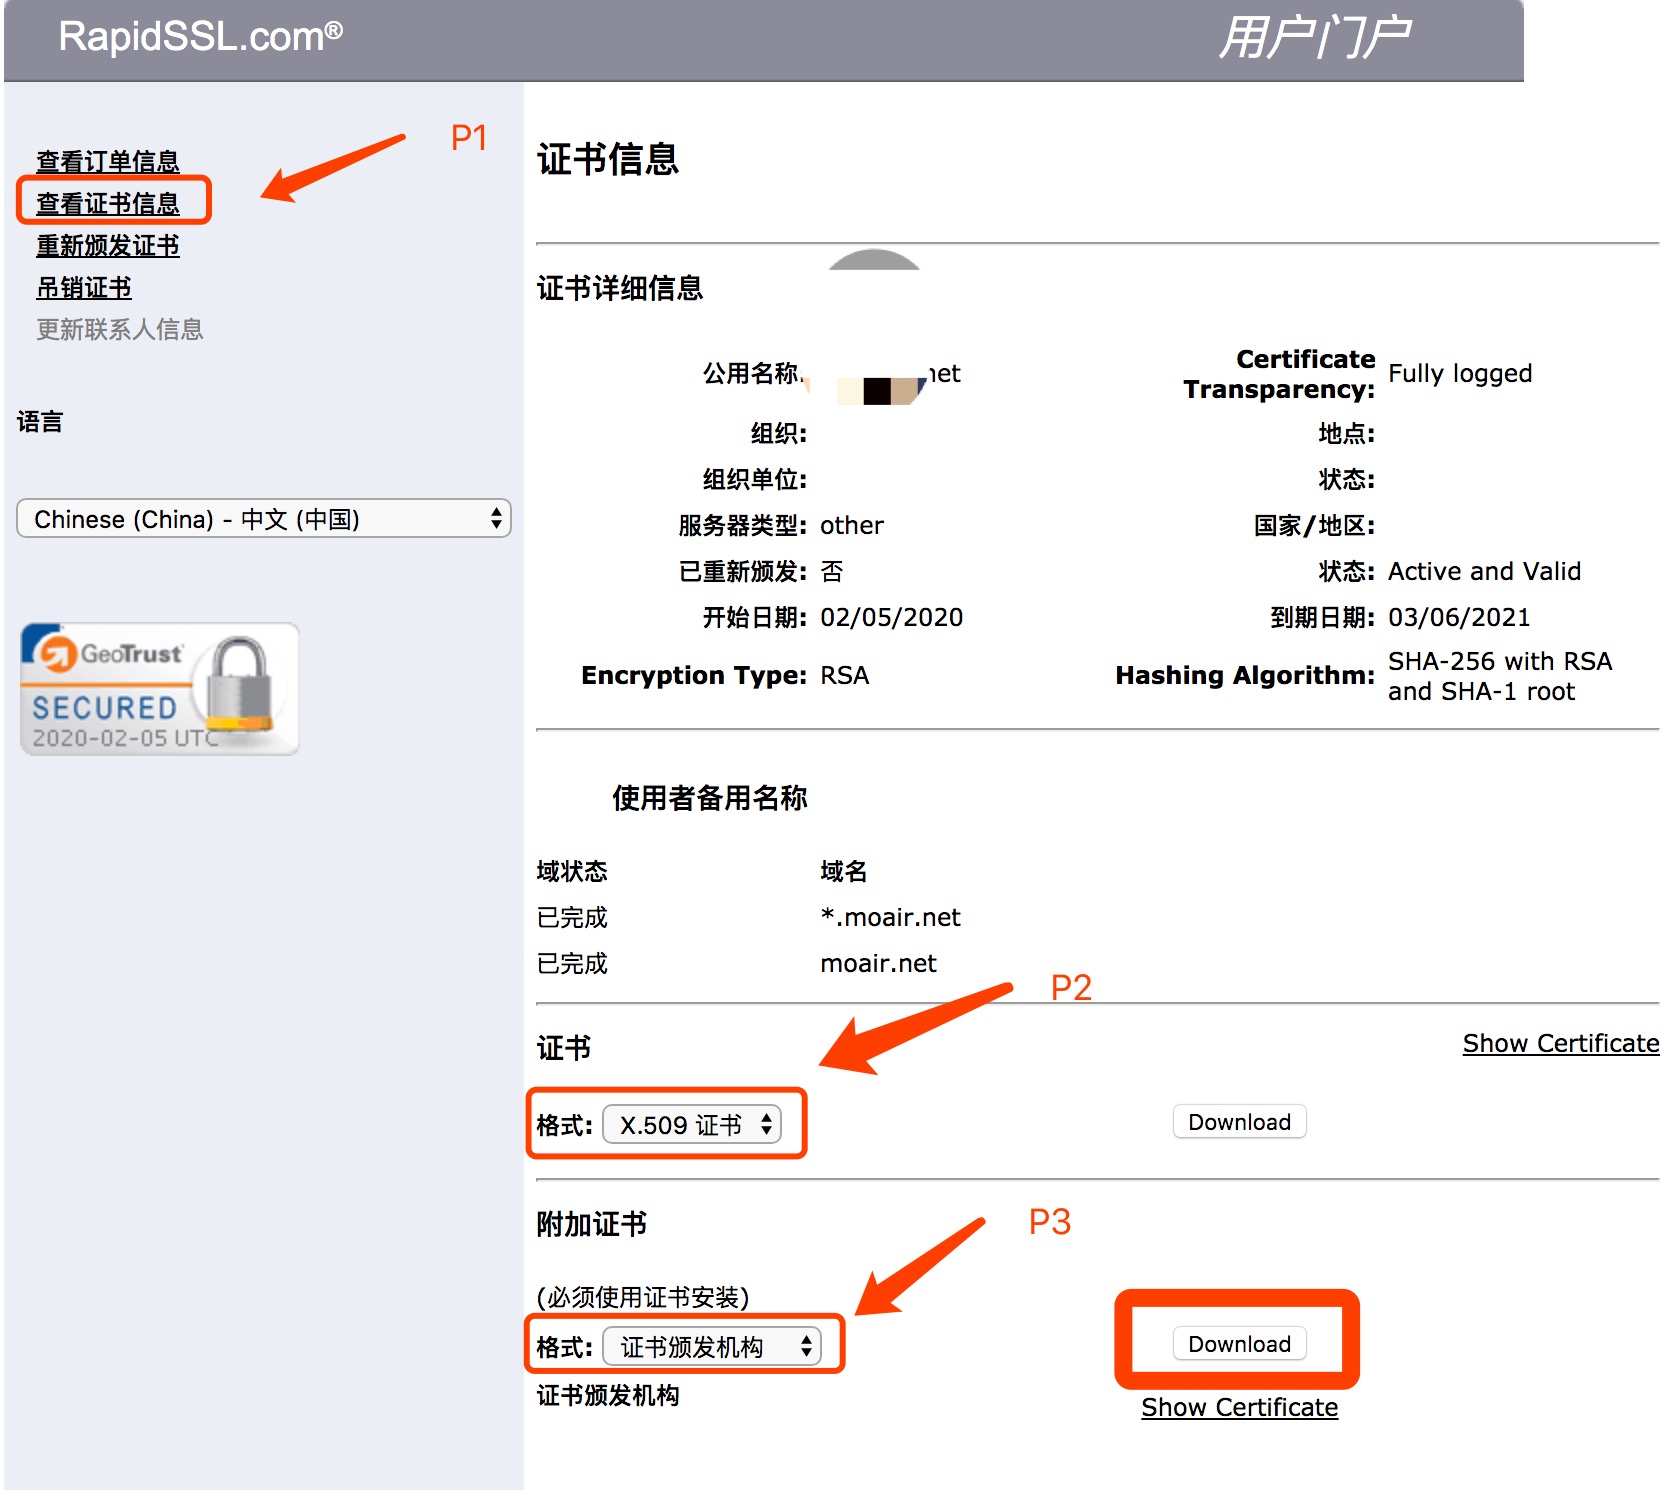 RapidSSL.com®
用户门户
P1
查看订单信息
查看证书信息
重新颁发证书
吊销证书
更新联系人信息
语言
Chinese (China) - 中文 (中国)
GeoTrust
SECURED
2020-02-05 UTC
证书信息
证书详细信息
公用名称: net
Certificate Transparency: Fully logged
组织:
地点:
组织单位:
状态:
服务器类型: other
国家/地区:
已重新颁发: 否
状态: Active and Valid
开始日期: 02/05/2020
到期日期: 03/06/2021
Encryption Type: RSA
Hashing Algorithm: SHA-256 with RSA and SHA-1 root
使用者备用名称
域状态 域名
已完成 *.moair.net
已完成 moair.net
P2
证书
Show Certificate
格式: X.509 证书
Download
附加证书
P3
(必须使用证书安装)
格式: 证书颁发机构
Download
证书颁发机构
Show Certificate